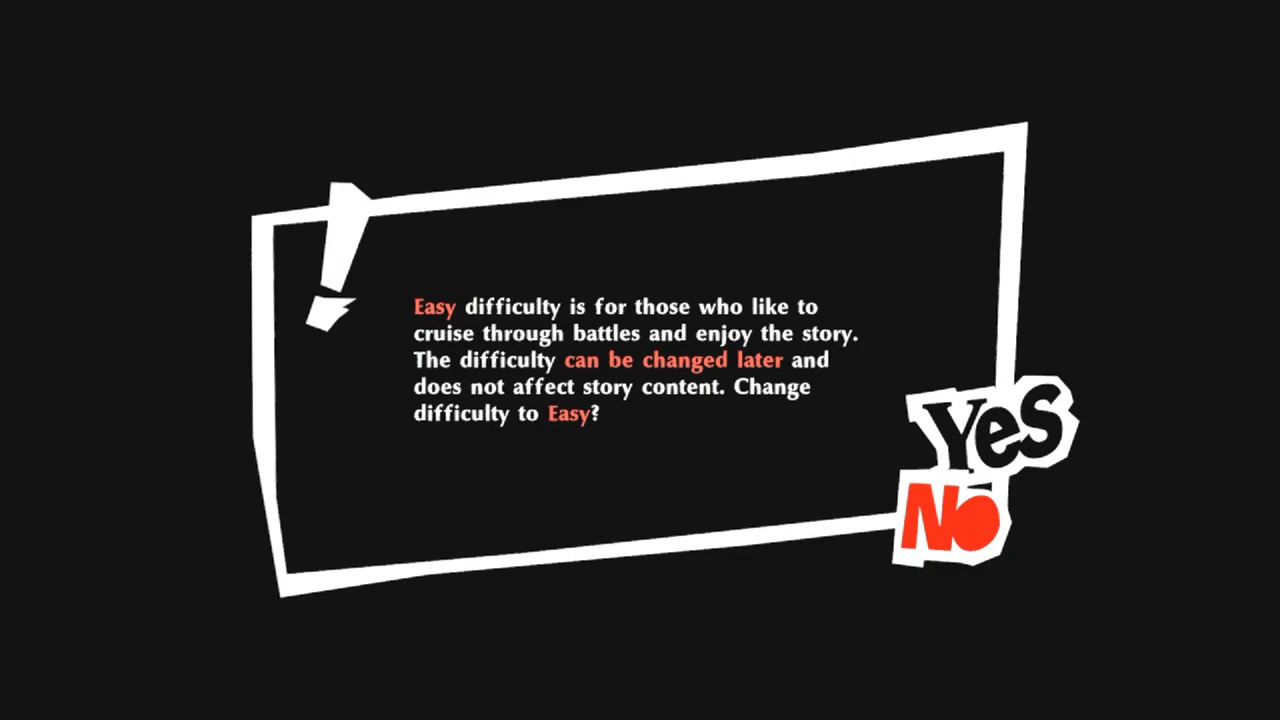 Easy difficulty is for those who like to
cruise through battles and enjoy the story.
The difficulty can be changed later and
does not affect story content. Change
difficulty to Easy?
Yes
No